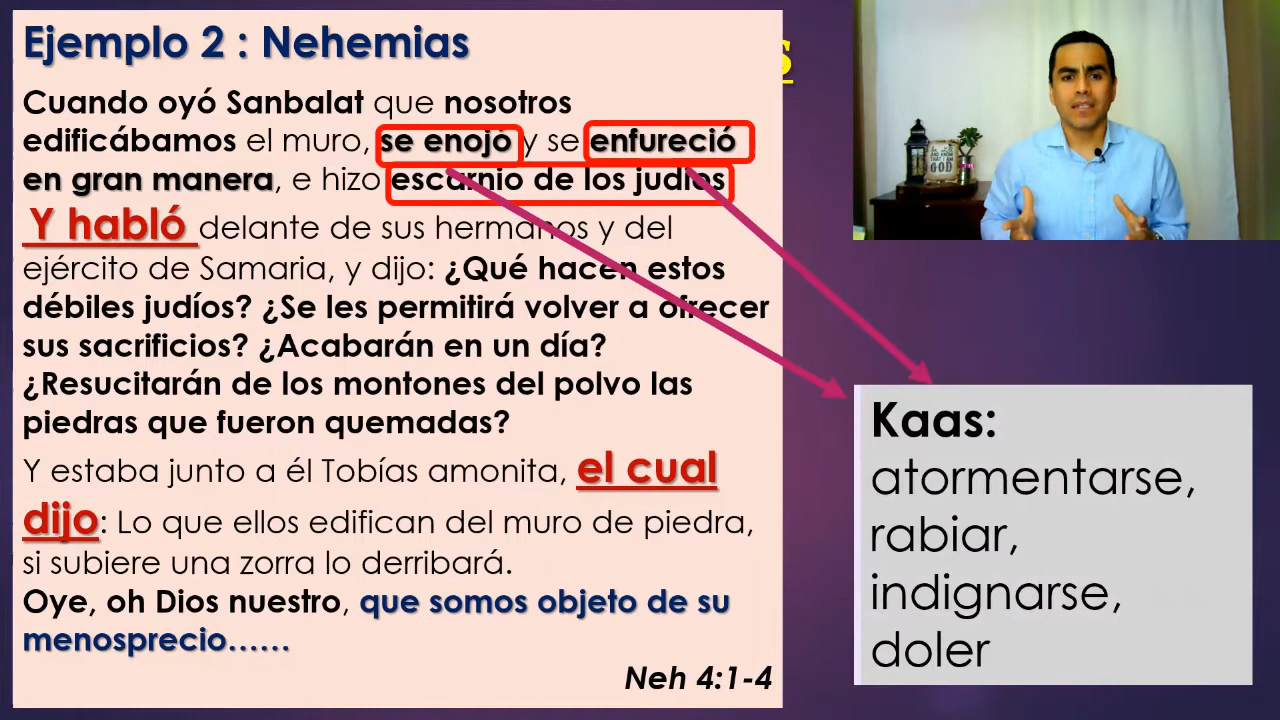 Ejemplo 2 : Nehemias
Cuando oyó Sanbalat que nosotros
edificábamos el muro, se enojó y se enfureció
en gran manera, e hizo escarnio de los judíos
Y habló delante de sus hermanos y del
ejército de Samaria, y dijo: ¿Qué hacen estos
débiles judíos? ¿Se les permitirá volver a ofrecer
sus sacrificios? ¿Acabarán en un día?
¿Resucitarán de los montones del polvo las
piedras que fueron quemadas?
Y estaba junto a él Tobías amonita, el cual
dijo: Lo que ellos edifican del muro de piedra,
si subiere una zorra lo derribará.
Oye, oh Dios nuestro, que somos objeto de su
menosprecio......
Neh 4:1-4
AND KNOW
THAT I AM
GOD
Kaas:
atormentarse,
rabiar,
indignarse,
doler